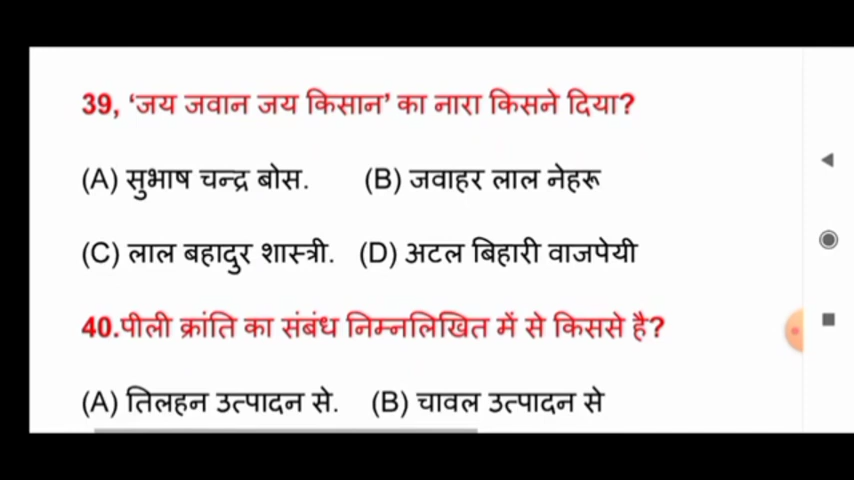 39, ‘जय जवान जय किसान’ का नारा किसने दिया?
(A) सुभाष चन्द्र बोस. (B) जवाहर लाल नेहरू
(C) लाल बहादुर शास्त्री. (D) अटल बिहारी वाजपेयी
40.पीली क्रांति का संबंध निम्नलिखित में से किससे है?
(A) तिलहन उत्पादन से. (B) चावल उत्पादन से